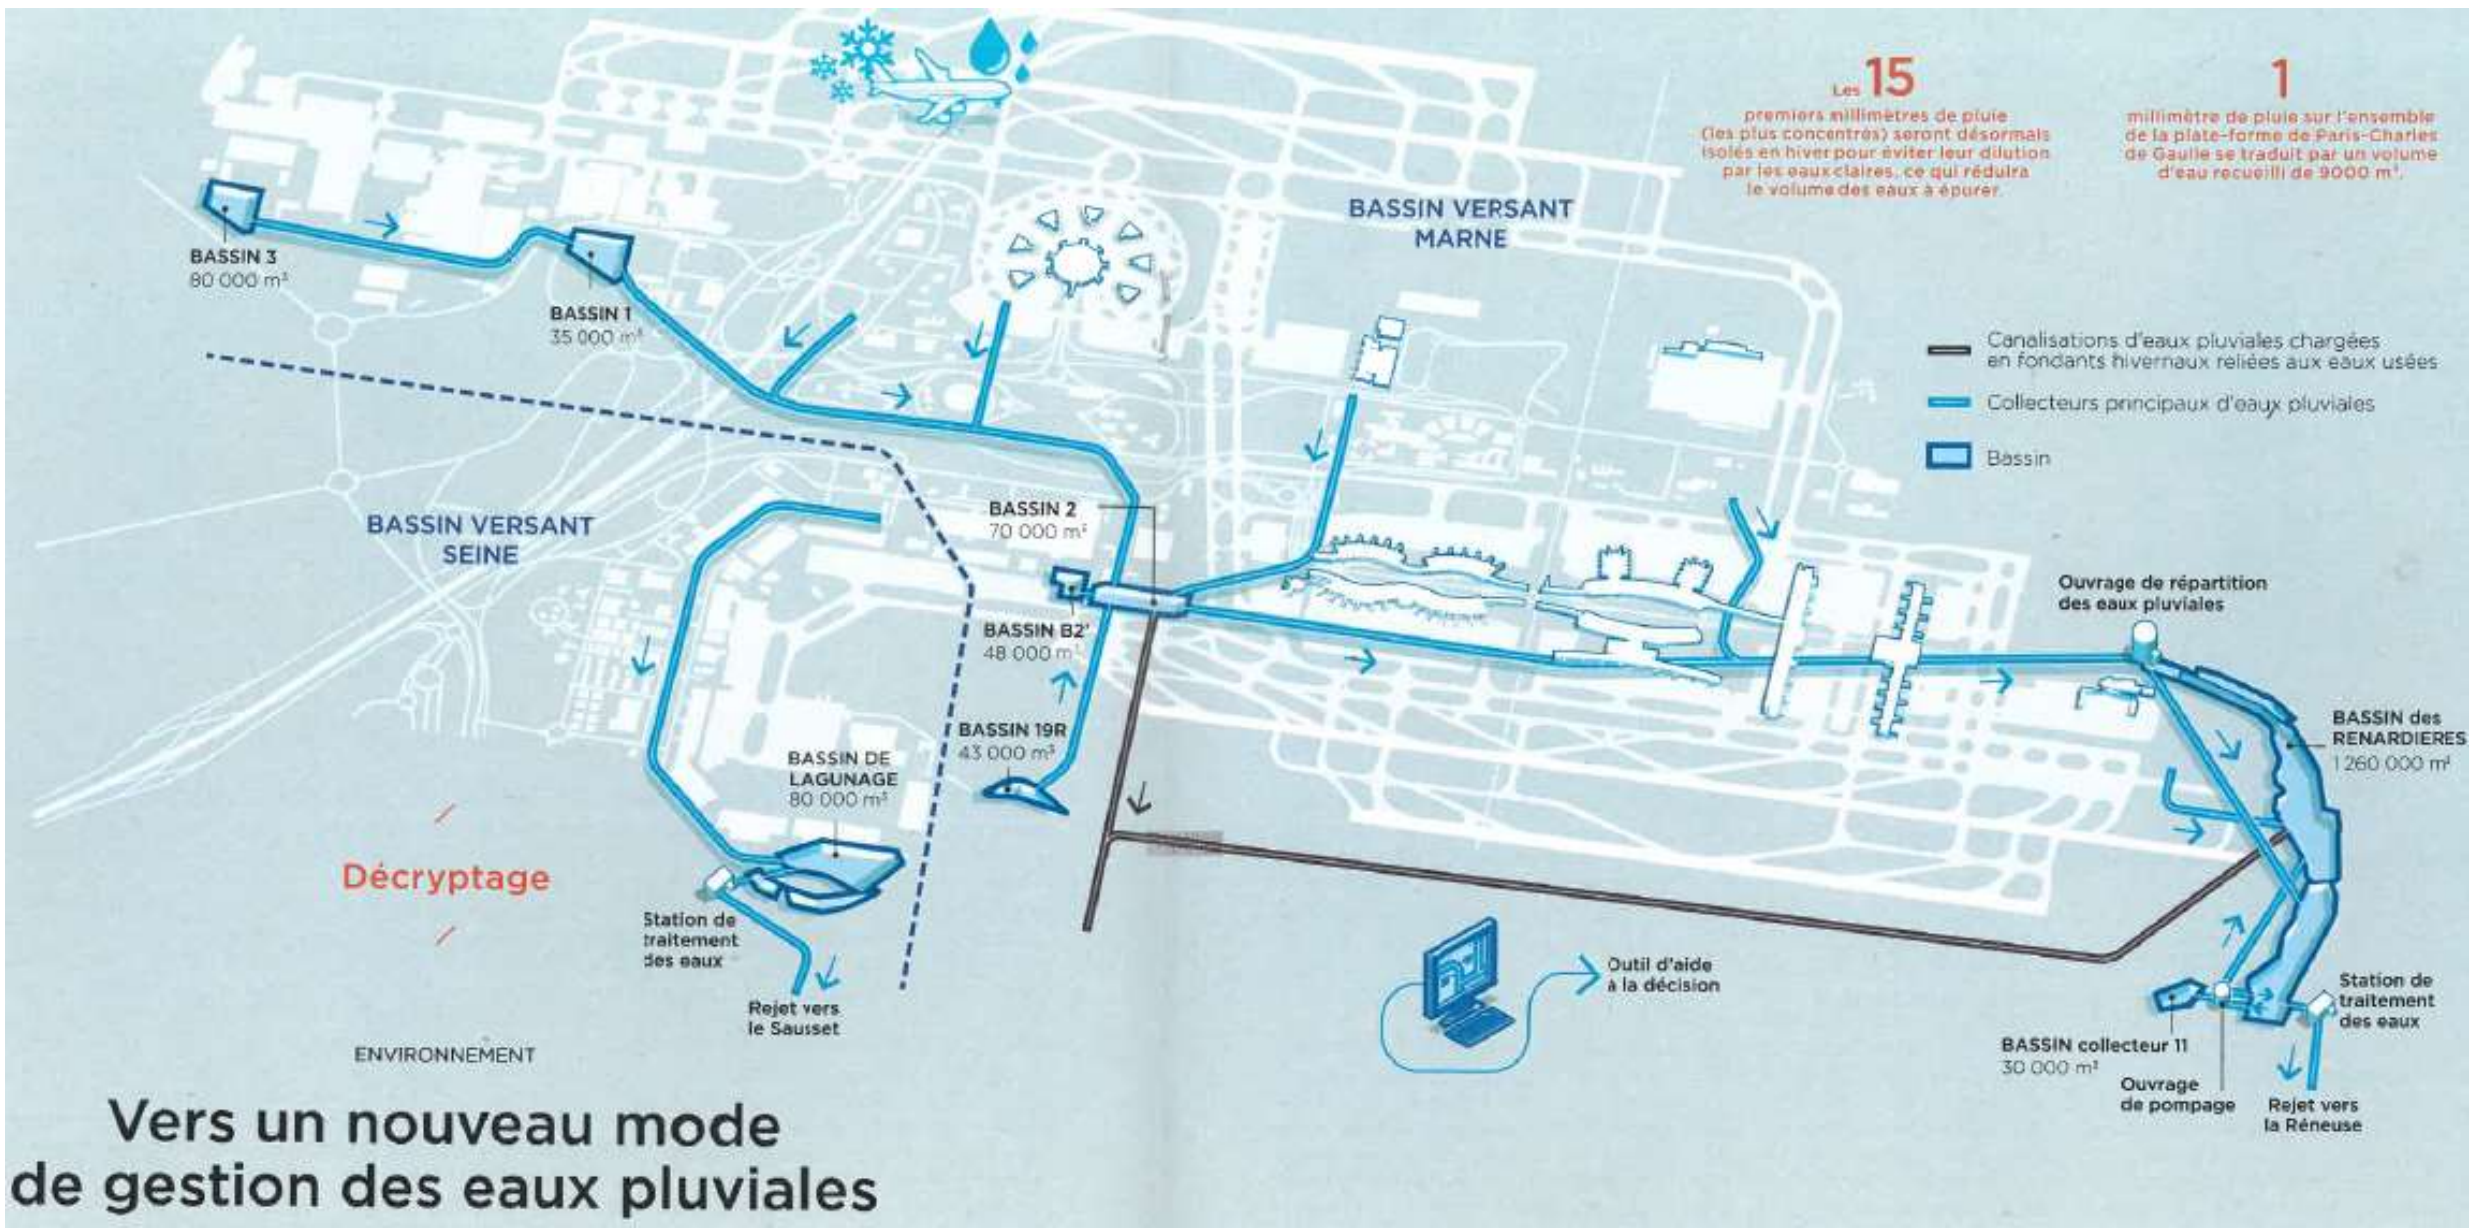 Les 15
premiers millimètres de pluie
(les plus concentrés) seront désormais
isolés en hiver pour éviter leur dilution
par les eaux claires, ce qui réduira
le volume des eaux à épurer.
1
millimètre de pluie sur l'ensemble
de la plate-forme de Paris-Charles
de Gaulle se traduit par un volume
d'eau recueilli de 9000 m³.
BASSIN VERSANT
MARNE
BASSIN 3
80 000 m³
BASSIN 1
35 000 m³
Canalisations d'eaux pluviales chargées
en fondants hivernaux reliées aux eaux usées
Collecteurs principaux d'eaux pluviales
Bassin
BASSIN VERSANT
SEINE
BASSIN 2
70 000 m³
Ouvrage de répartition
des eaux pluviales
BASSIN B2'
48 000 m³
BASSIN 19R
43 000 m³
BASSIN des
RENARDIERES
1 260 000 m³
BASSIN DE
LAGUNAGE
80 000 m³
Décryptage
Station de
traitement
des eaux
Rejet vers
le Sausset
Outil d'aide
à la décision
Station de
traitement
des eaux
BASSIN collecteur 11
30 000 m³
Ouvrage
de pompage
Rejet vers
la Réneuse
ENVIRONNEMENT
Vers un nouveau mode
de gestion des eaux pluviales